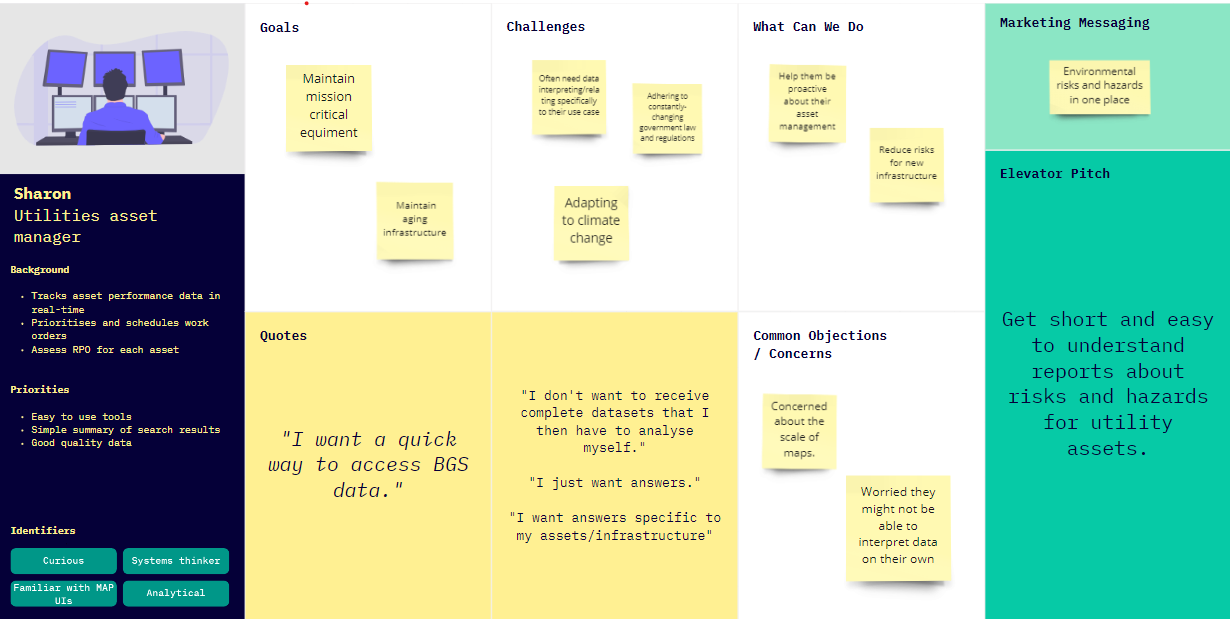 Sharon
Utilities asset
manager
Background
• Tracks asset performance data in
real-time
• Prioritises and schedules work
orders
• Assess RPO for each asset
Priorities
• Easy to use tools
• Simple summary of search results
• Good quality data
Identifiers
Curious
Systems thinker
Familiar with MAP
UIs
Analytical
Goals
Maintain
mission
critical
equiment
Maintain
aging
infrastructure
Challenges
Often need data
interpreting/rela
ting specifically
to their use case
Adhering to
constantly-
changing
government law
and regulations
Adapting
to climate
change
What Can We Do
Help them be
proactive
about their
asset
management
Reduce risks
for new
infrastructure
Marketing Messaging
Environmental
risks and hazards
in one place
Elevator Pitch
Get short and easy
to understand
reports about
risks and hazards
for utility
assets.
Quotes
"I want a quick
way to access BGS
data."
"I don't want to receive
complete datasets that I
then have to analyse
myself."
"I just want answers."
"I want answers specific to
my assets/infrastructure"
Common Objections
/ Concerns
Concerned
about the
scale of
maps.
Worried they
might not be
able to
interpret data
on their own